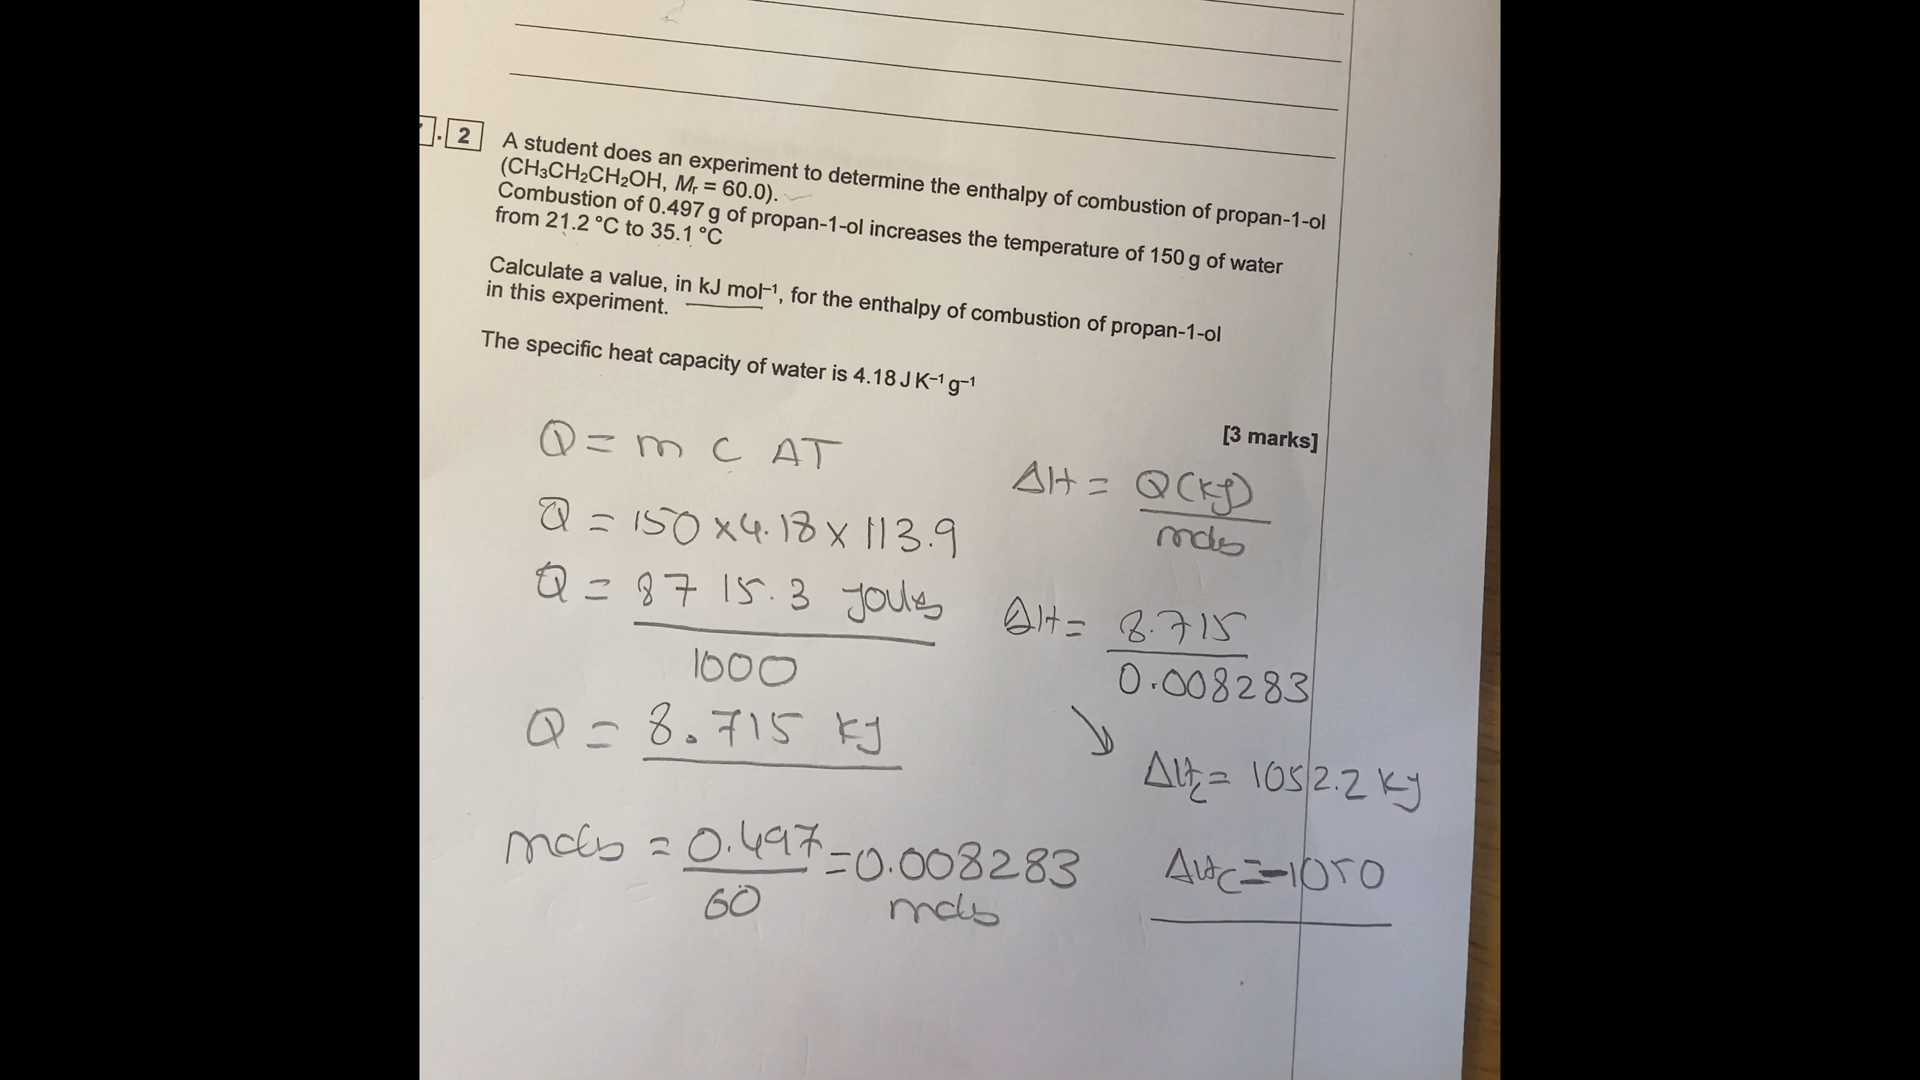 2 A student does an experiment to determine the enthalpy of combustion of propan-1-ol
(CH₃CH₂CH₂OH, Mᵣ = 60.0).
Combustion of 0.497 g of propan-1-ol increases the temperature of 150 g of water
from 21.2 °C to 35.1 °C
Calculate a value, in kJ mol⁻¹, for the enthalpy of combustion of propan-1-ol
in this experiment.
The specific heat capacity of water is 4.18 J K⁻¹ g⁻¹
[3 marks]
Q = m c ΔT
Q = 150 x 4.18 x 113.9
Q = 8715.3 joules
1000
Q = 8.715 kJ
moles = 0.497 = 0.008283
60 moles
ΔH = Q(kJ)
moles
ΔH = 8.715
0.008283
ΔHc = 1052.2 kJ
ΔHc = -1050